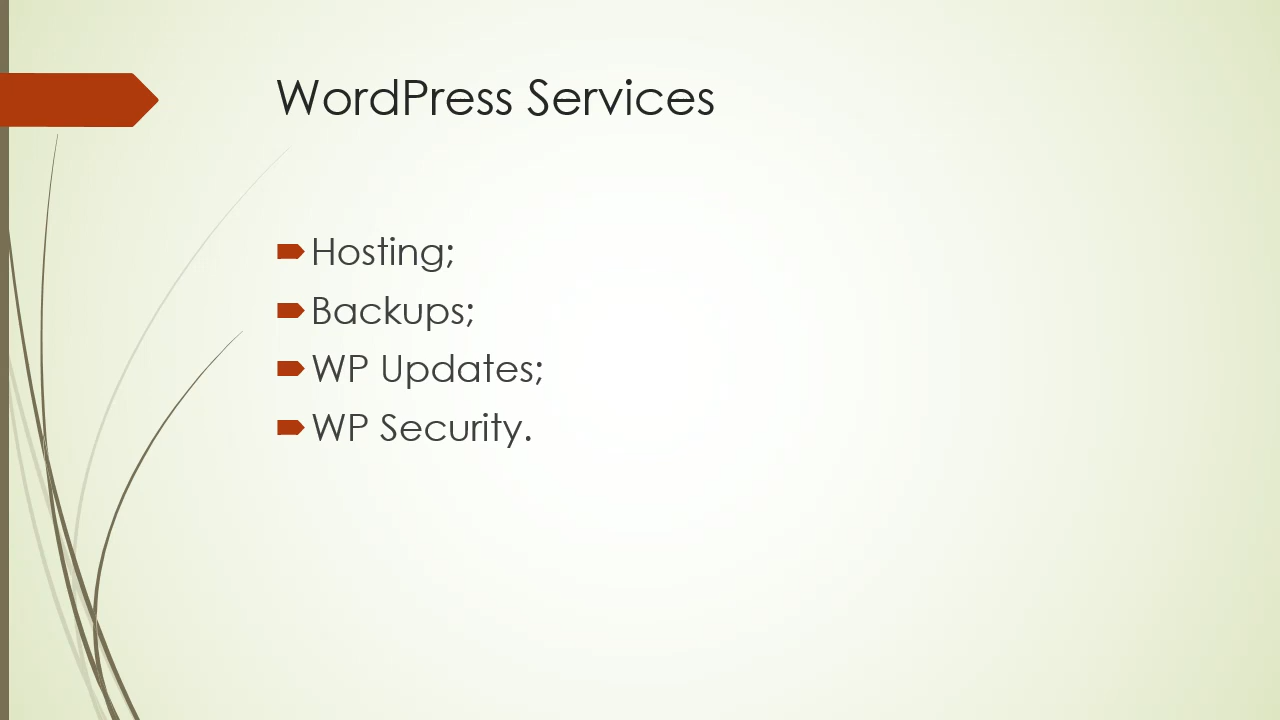 WordPress Services
Hosting;
Backups;
WP Updates;
WP Security.